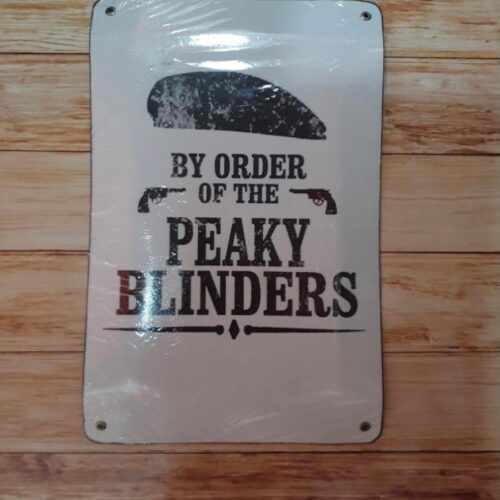 BY ORDER
OF THE
PEAKY
BLINDERS